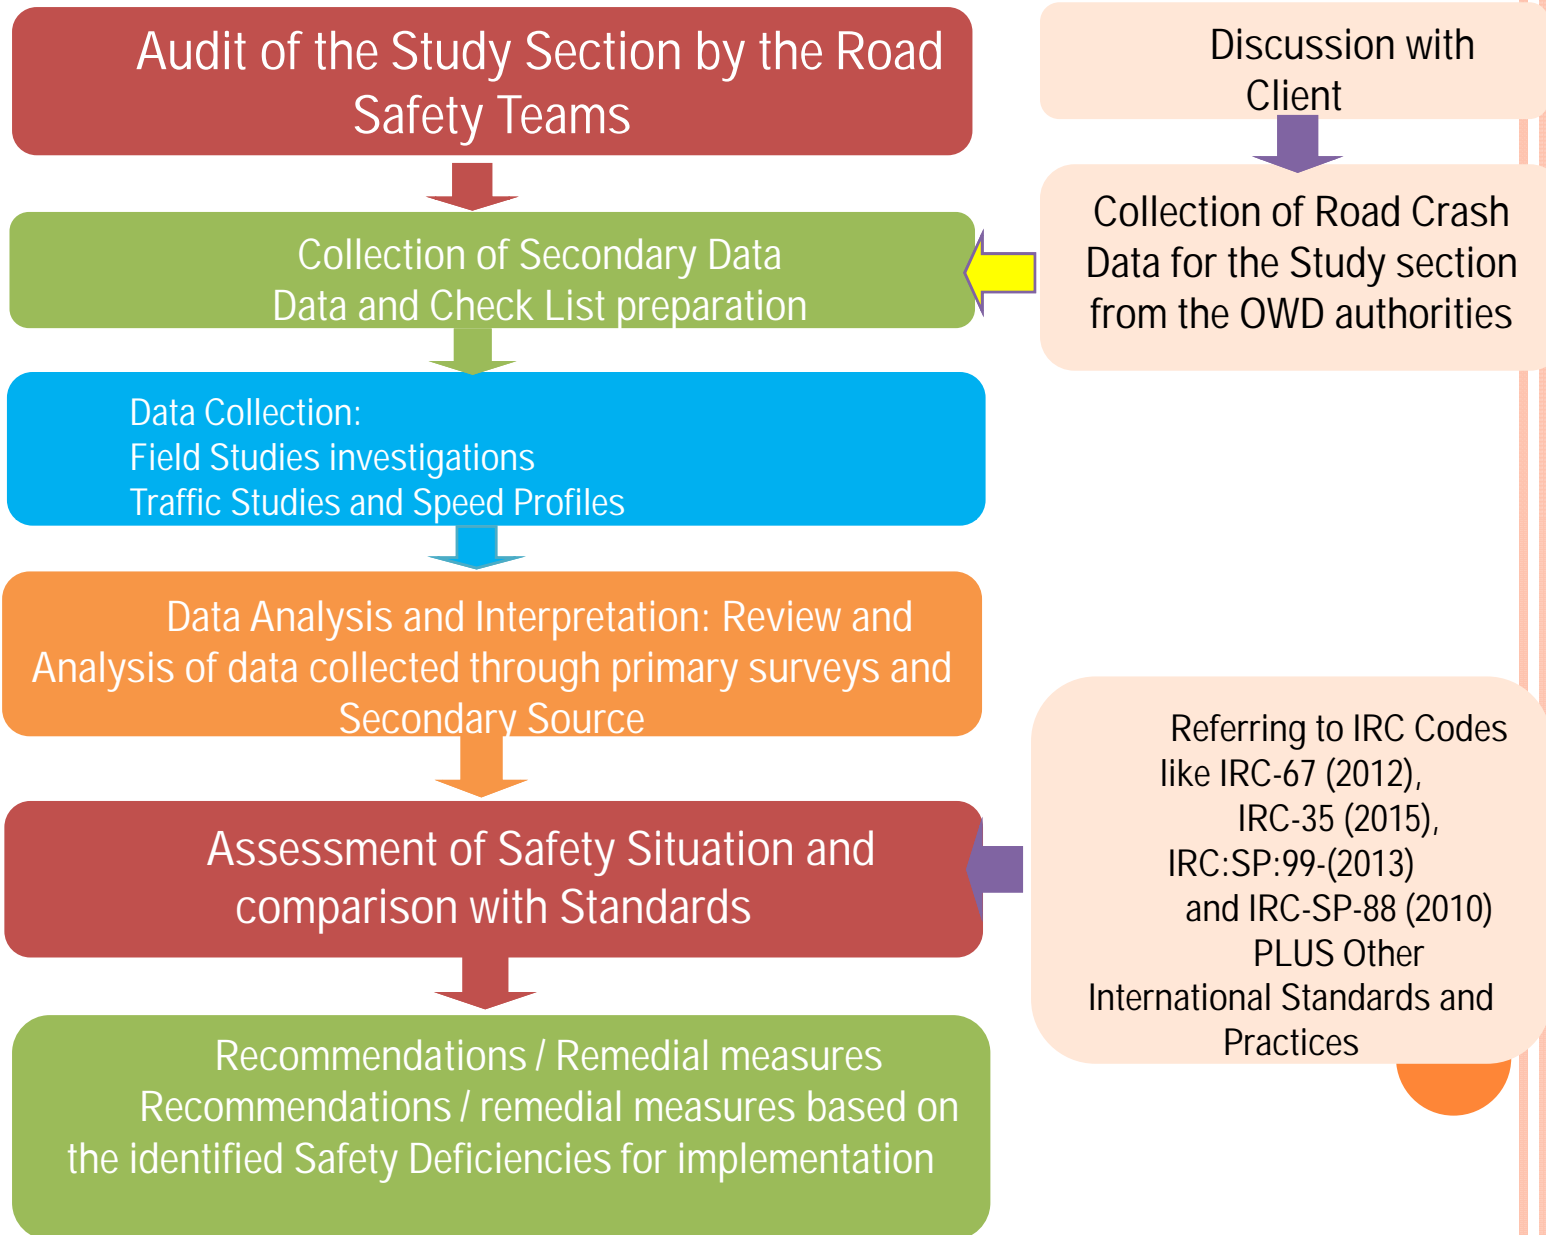 Audit of the Study Section by the Road
Safety Teams
Discussion with
Client
Collection of Secondary Data
Data and Check List preparation
Collection of Road Crash
Data for the Study section
from the OWD authorities
Data Collection:
Field Studies investigations
Traffic Studies and Speed Profiles
Data Analysis and Interpretation: Review and
Analysis of data collected through primary surveys and
Secondary Source
Assessment of Safety Situation and
comparison with Standards
Referring to IRC Codes
like IRC-67 (2012),
IRC-35 (2015),
IRC:SP:99-(2013)
and IRC-SP-88 (2010)
PLUS Other
International Standards and
Practices
Recommendations / Remedial measures
Recommendations / remedial measures based on
the identified Safety Deficiencies for implementation